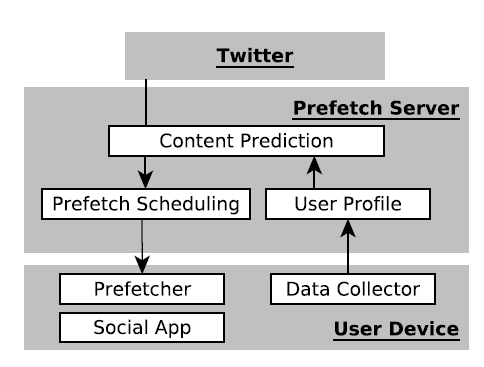 Twitter
Prefetch Server
Content Prediction
Prefetch Scheduling
User Profile
Prefetcher
Data Collector
Social App
User Device